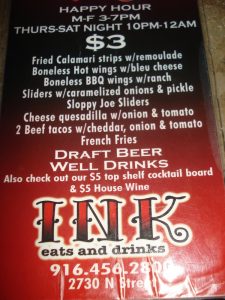 HAPPY HOUR
M-F 3-7PM
THURS-SAT NIGHT 10PM-12AM
$3
Fried Calamari strips w/remoulade
Boneless Hot wings w/bleu cheese
Boneless BBQ wings w/ranch
Sliders w/caramelized onions & pickle
Sloppy Joe Sliders
Cheese quesadilla w/onion & tomato
2 Beef tacos w/cheddar, onion & tomato
French Fries
DRAFT BEER
WELL DRINKS
Also check out our $5 top shelf cocktail board
& $5 House Wine
INK
eats and drinks
916.456.2800
2730 N Street